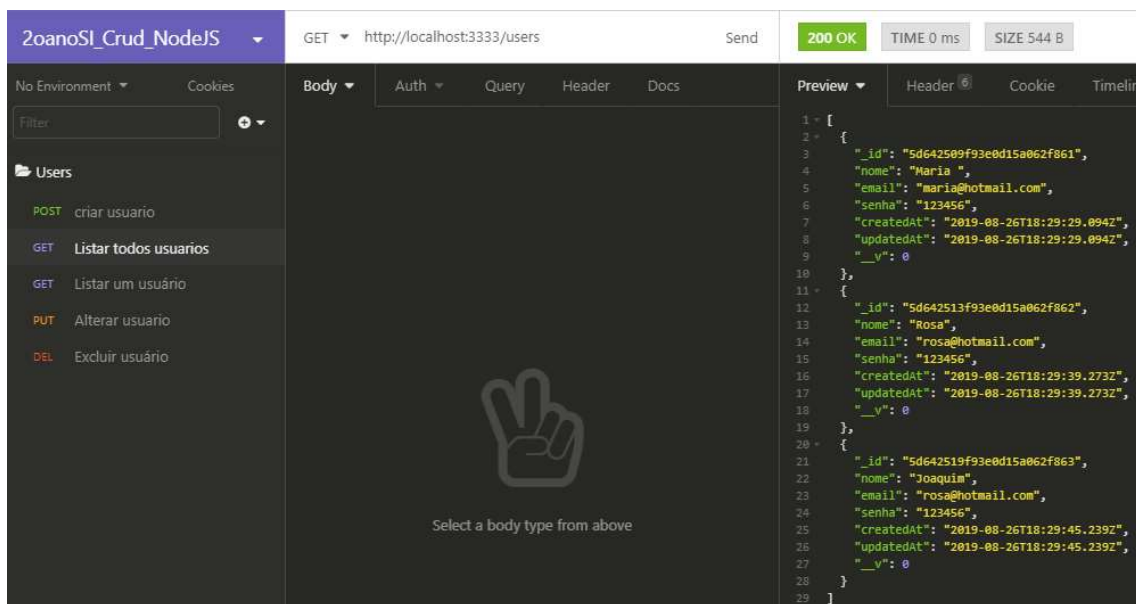 2oanoSI_Crud_NodeJS
GET http://localhost:3333/users Send
200 OK TIME 0 ms SIZE 544 B
No Environment Cookies
Body Auth Query Header Docs
Preview Header 6 Cookie Timelin
Filter
Users
POST criar usuario
GET Listar todos usuarios
GET Listar um usuário
PUT Alterar usuario
DEL Excluir usuário
Select a body type from above
1 [
2 {
3 "_id": "5d642509f93e0d15a062f861",
4 "nome": "Maria ",
5 "email": "maria@hotmail.com",
6 "senha": "123456",
7 "createdAt": "2019-08-26T18:29:29.094Z",
8 "updatedAt": "2019-08-26T18:29:29.094Z",
9 "__v": 0
10 },
11 {
12 "_id": "5d642513f93e0d15a062f862",
13 "nome": "Rosa",
14 "email": "rosa@hotmail.com",
15 "senha": "123456",
16 "createdAt": "2019-08-26T18:29:39.273Z",
17 "updatedAt": "2019-08-26T18:29:39.273Z",
18 "__v": 0
19 },
20 {
21 "_id": "5d642519f93e0d15a062f863",
22 "nome": "Joaquim",
23 "email": "rosa@hotmail.com",
24 "senha": "123456",
25 "createdAt": "2019-08-26T18:29:45.239Z",
26 "updatedAt": "2019-08-26T18:29:45.239Z",
27 "__v": 0
28 }
29 ]